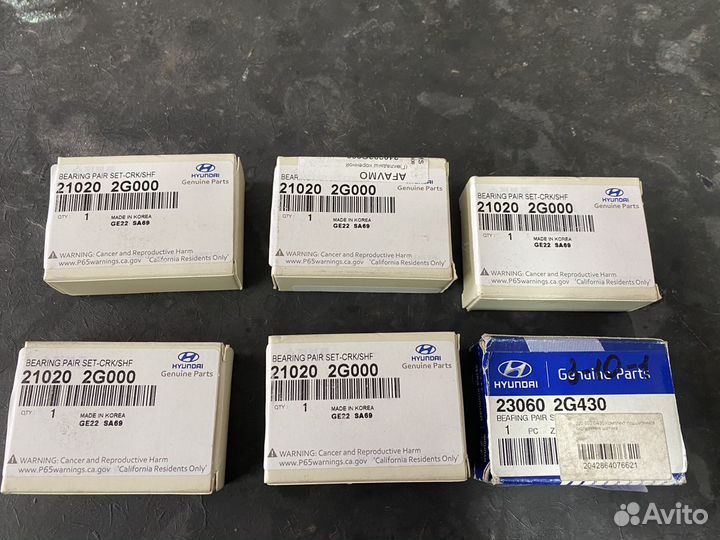 BEARING PAIR SET-CRK/SHF
HYUNDAI
21020 2G000
Genuine Parts
QTY 1
MADE IN KOREA
GE22 SA69
WARNING: Cancer and Reproductive Harm
www.P65warnings.ca.gov "California Residents Only"
AFAVMO
HYUNDAI
21020 2G000
Genuine Parts
QTY 1
MADE IN KOREA
GE22 SA69
WARNING: Cancer and Reproductive Harm
www.P65warnings.ca.gov "California Residents Only"
BEARING PAIR SET-CRK/SHF
HYUNDAI
21020 2G000
Genuine Parts
QTY 1
MADE IN KOREA
GE22 SA69
WARNING: Cancer and Reproductive Harm
www.P65warnings.ca.gov "California Residents Only"
BEARING PAIR SET-CRK/SHF
HYUNDAI
21020 2G000
Genuine Parts
QTY 1
MADE IN KOREA
GE22 SA69
WARNING: Cancer and Reproductive Harm
www.P65warnings.ca.gov "California Residents Only"
BEARING PAIR SET-CRK/SHF
HYUNDAI
21020 2G000
Genuine Parts
QTY 1
MADE IN KOREA
GE22 SA69
WARNING: Cancer and Reproductive Harm
www.P65warnings.ca.gov "California Residents Only"
HYUNDAI Genuine Parts
23060 2G430
BEARING PAIR
1 PC
2042864076621
Avito